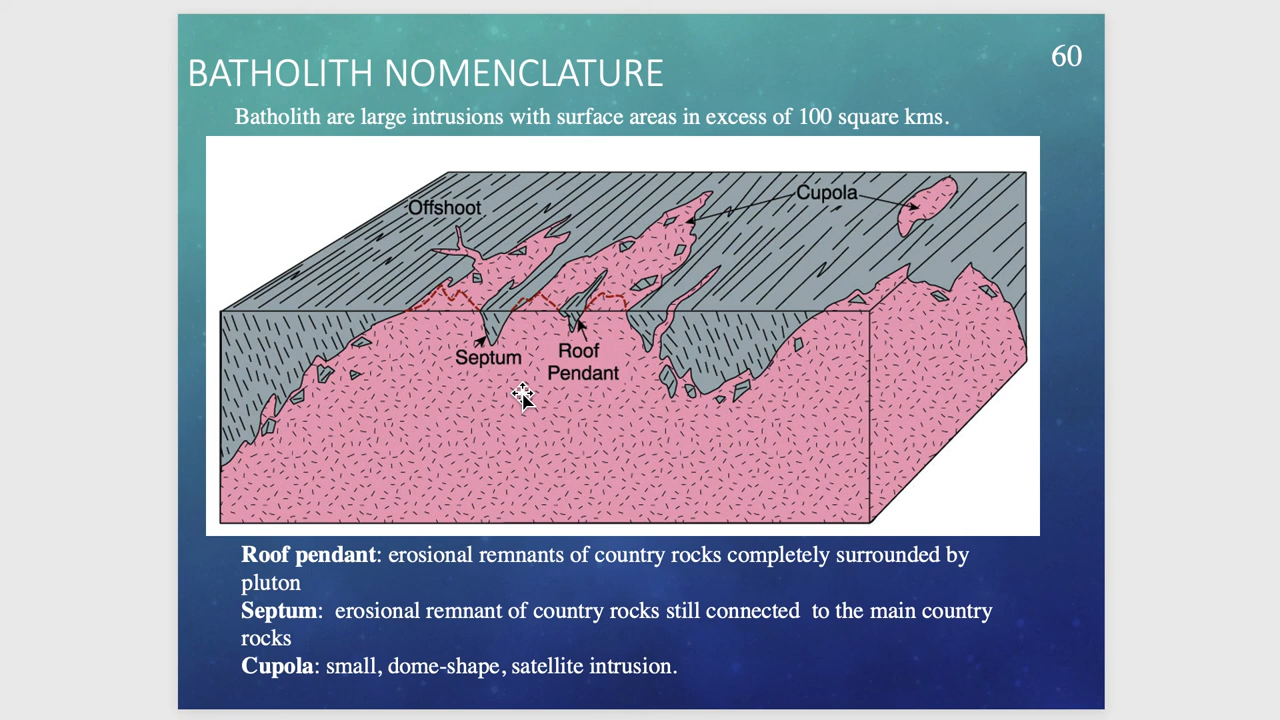 BATHOLITH NOMENCLATURE
60
Batholith are large intrusions with surface areas in excess of 100 square kms.
Offshoot
Cupola
Septum
Roof
Pendant
Roof pendant: erosional remnants of country rocks completely surrounded by
pluton
Septum:  erosional remnant of country rocks still connected  to the main country
rocks
Cupola: small, dome-shape, satellite intrusion.